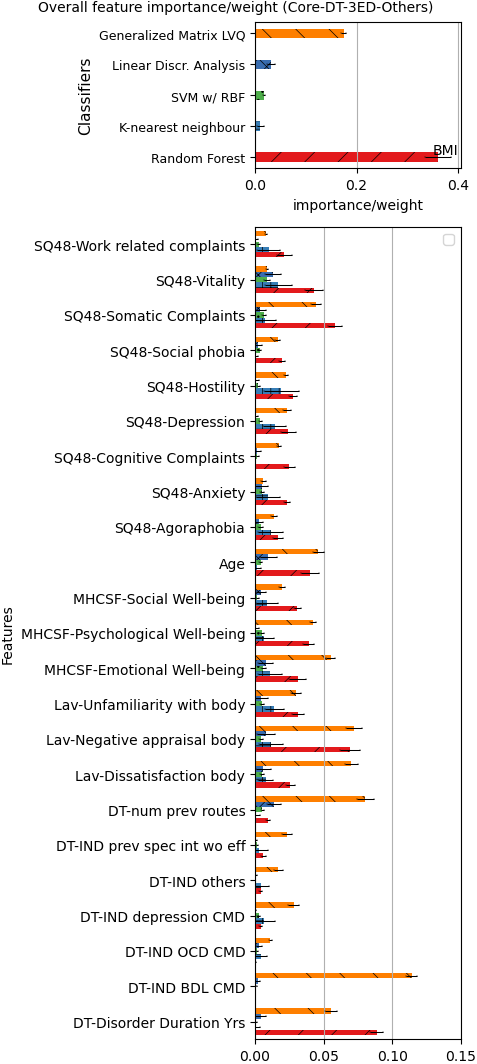 Overall feature importance/weight (Core-DT-3ED-Others)
Classifiers
Generalized Matrix LVQ
Linear Discr. Analysis
SVM w/ RBF
K-nearest neighbour
Random Forest
BMI
0.0 0.2 0.4
importance/weight
Features
SQ48-Work related complaints
SQ48-Vitality
SQ48-Somatic Complaints
SQ48-Social phobia
SQ48-Hostility
SQ48-Depression
SQ48-Cognitive Complaints
SQ48-Anxiety
SQ48-Agoraphobia
Age
MHCSF-Social Well-being
MHCSF-Psychological Well-being
MHCSF-Emotional Well-being
Lav-Unfamiliarity with body
Lav-Negative appraisal body
Lav-Dissatisfaction body
DT-num prev routes
DT-IND prev spec int wo eff
DT-IND others
DT-IND depression CMD
DT-IND OCD CMD
DT-IND BDL CMD
DT-Disorder Duration Yrs
0.00 0.05 0.10 0.15